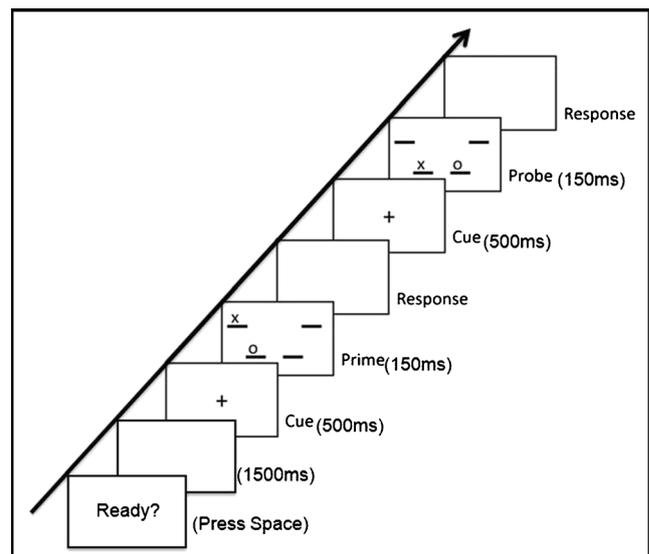 Response
x o
Probe (150ms)
+
Cue (500ms)
Response
x
o
Prime (150ms)
+
Cue (500ms)
(1500ms)
Ready?
(Press Space)